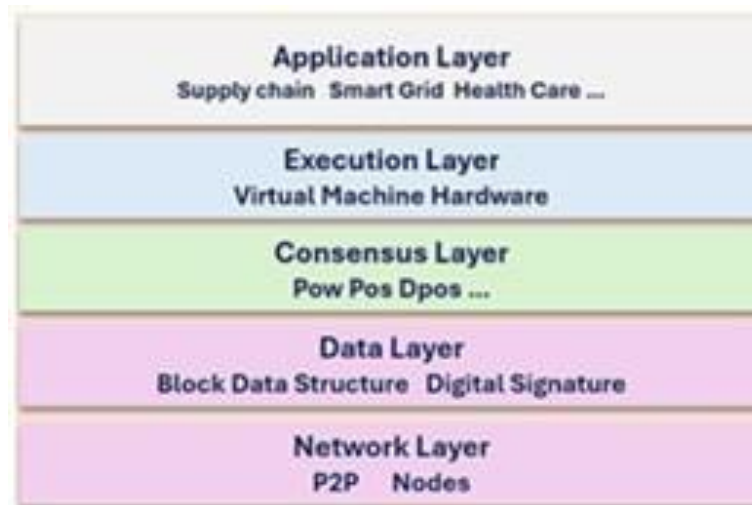 Application Layer
Supply chain Smart Grid Health Care ...
Execution Layer
Virtual Machine Hardware
Consensus Layer
Pow Pos Dpos ...
Data Layer
Block Data Structure Digital Signature
Network Layer
P2P Nodes